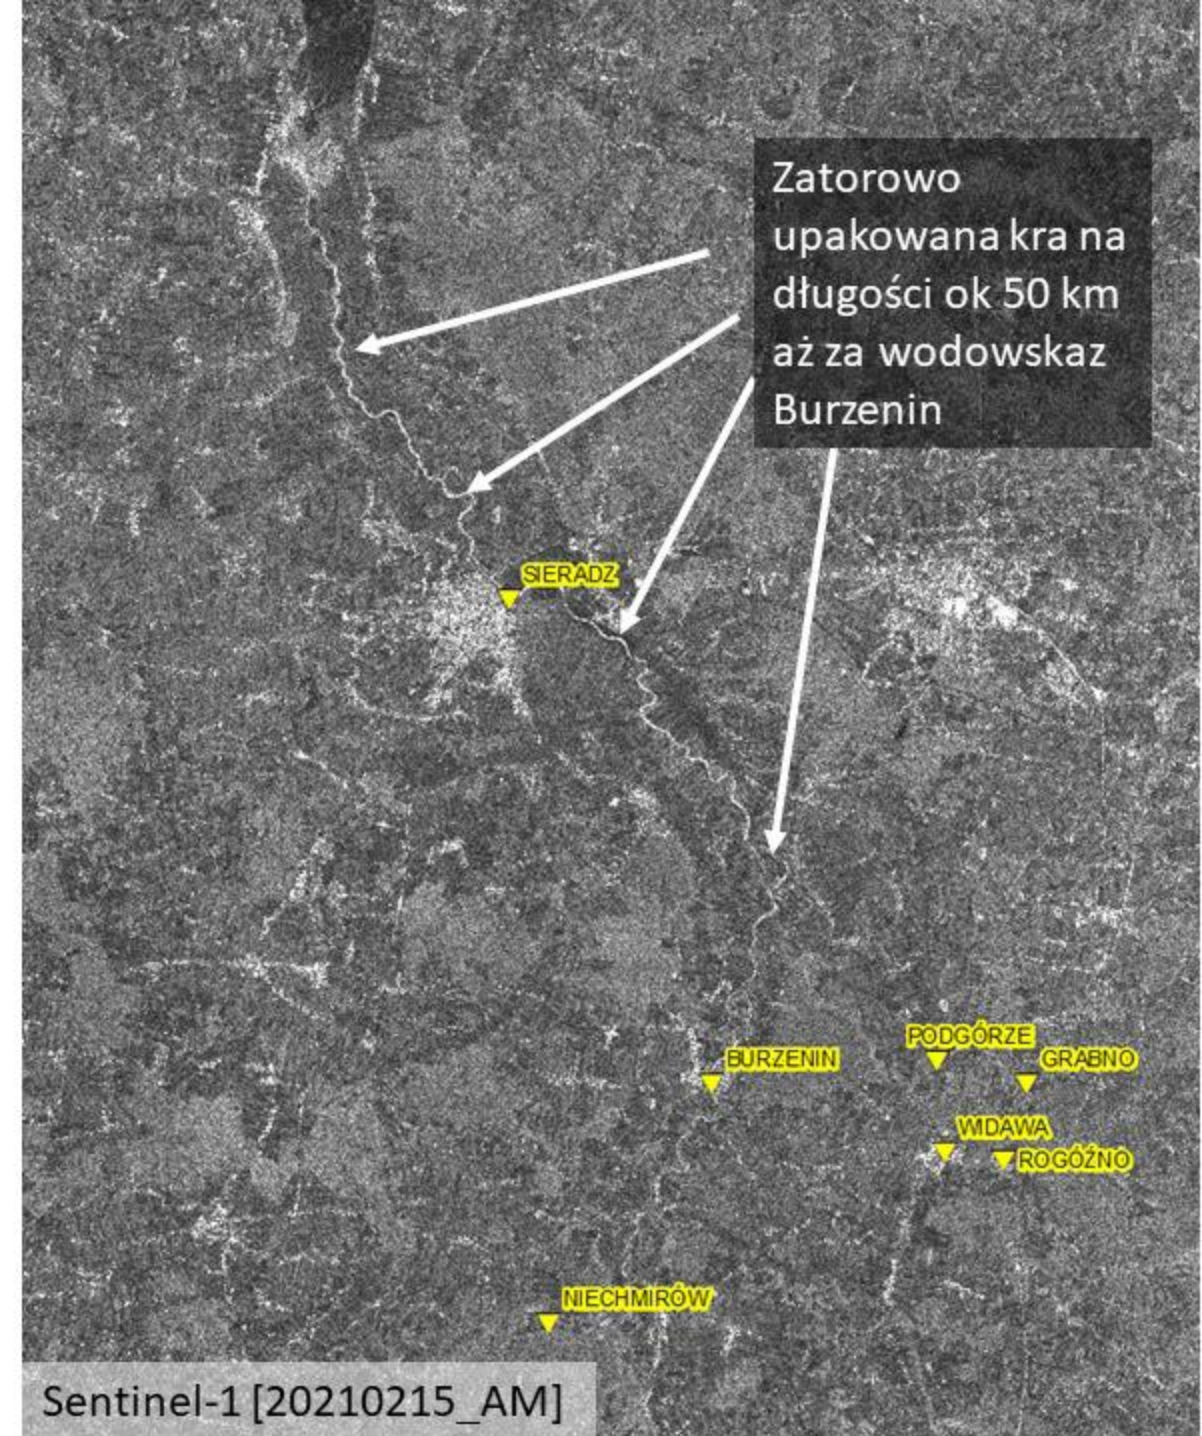 Zatorowo
upakowana kra na
długości ok 50 km
aż za wodowskaz
Burzenin
SIERADZ
PODGÓRZE
BURZENIN
GRABNO
WIDAWA
ROGÓŹNO
NIECHMIRÓW
Sentinel-1 [20210215_AM]